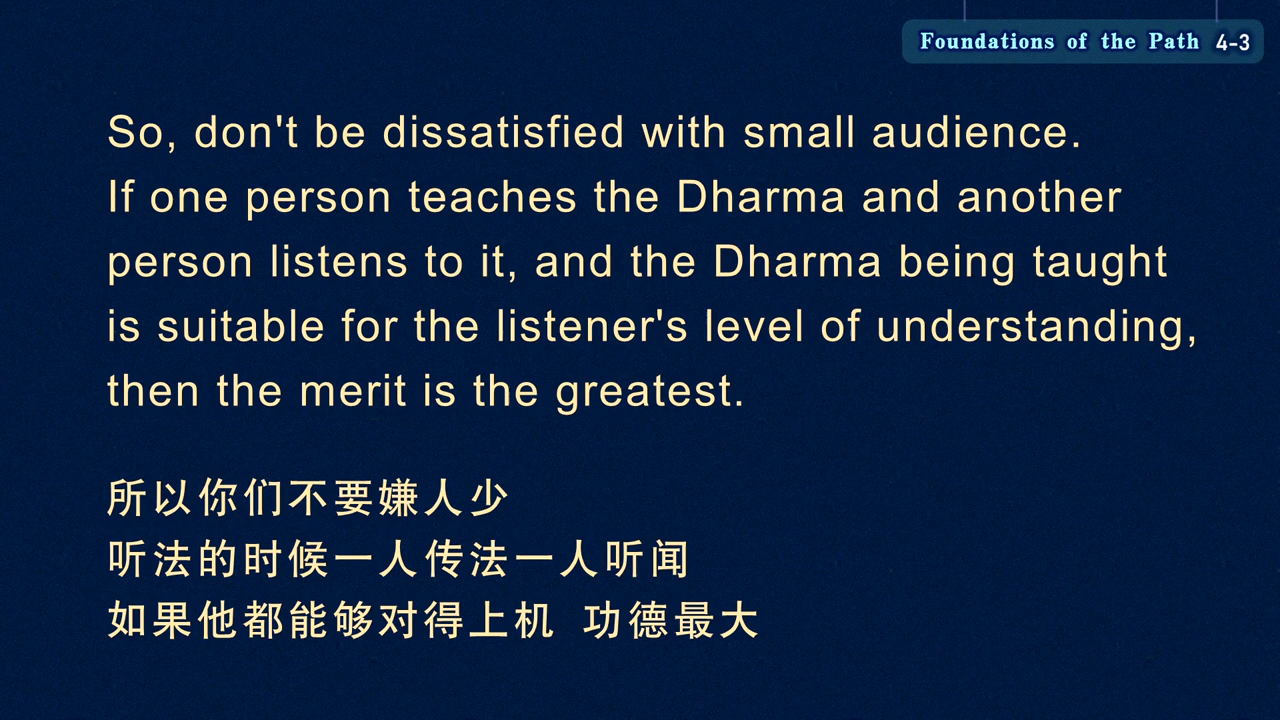 Foundations of the Path 4-3
So, don't be dissatisfied with small audience.
If one person teaches the Dharma and another
person listens to it, and the Dharma being taught
is suitable for the listener's level of understanding,
then the merit is the greatest.
所以你们不要嫌人少
听法的时候一人传法一人听闻
如果他都能够对得上机 功德最大